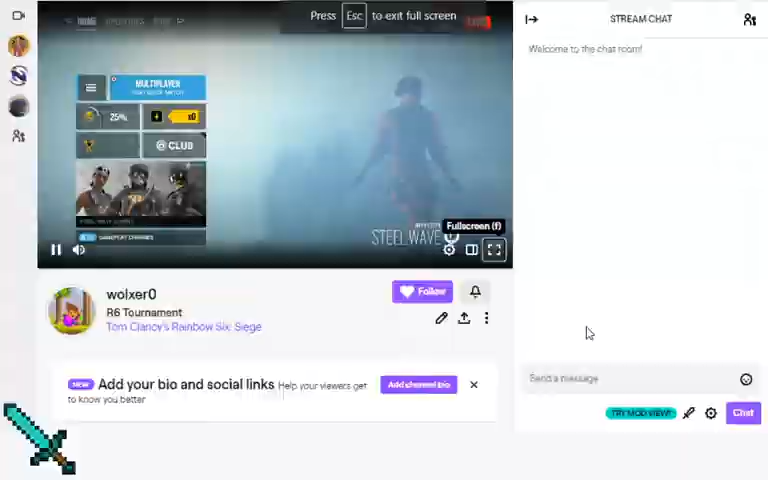 Press Esc to exit full screen
HOME
MULTIPLAYER
25%
x0
CLUB
STEEL WAVE
Fullscreen (f)
STREAM CHAT
Welcome to the chat room!
wolxer0
R6 Tournament
Tom Clancy's Rainbow Six: Siege
Follow
NEW Add your bio and social links Help your viewers get
to know you better
Add channel bio
Send a message
TRY MOD VIEW!
Chat